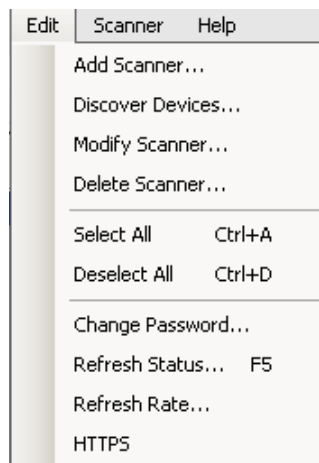 Edit Scanner Help
Add Scanner...
Discover Devices...
Modify Scanner...
Delete Scanner...
Select All Ctrl+A
Deselect All Ctrl+D
Change Password...
Refresh Status... F5
Refresh Rate...
HTTPS